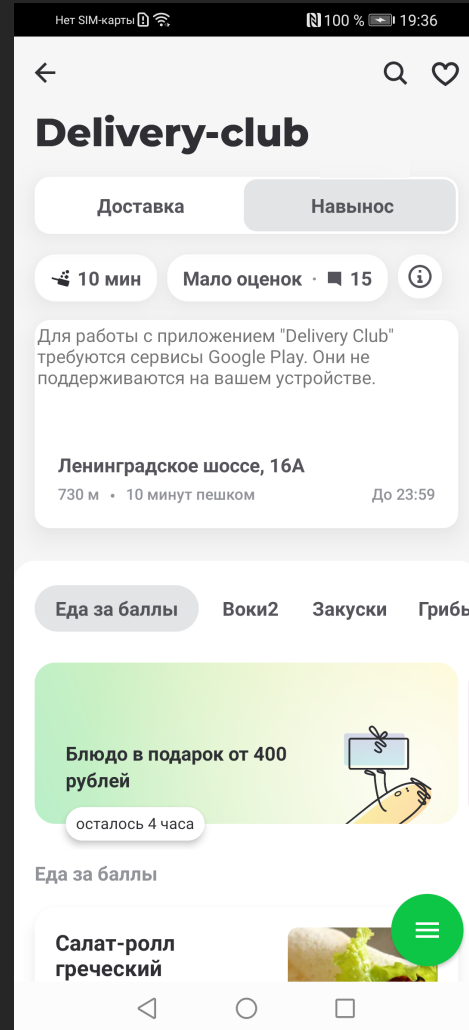 Нет SIM-карты 100 % 19:36
Delivery-club
Доставка Навынос
10 мин Мало оценок · 15
Для работы с приложением "Delivery Club"
требуются сервисы Google Play. Они не
поддерживаются на вашем устройстве.
Ленинградское шоссе, 16А
730 м • 10 минут пешком До 23:59
Еда за баллы Воки2 Закуски Грибы
Блюдо в подарок от 400
рублей
осталось 4 часа
Еда за баллы
Салат-ролл
греческий